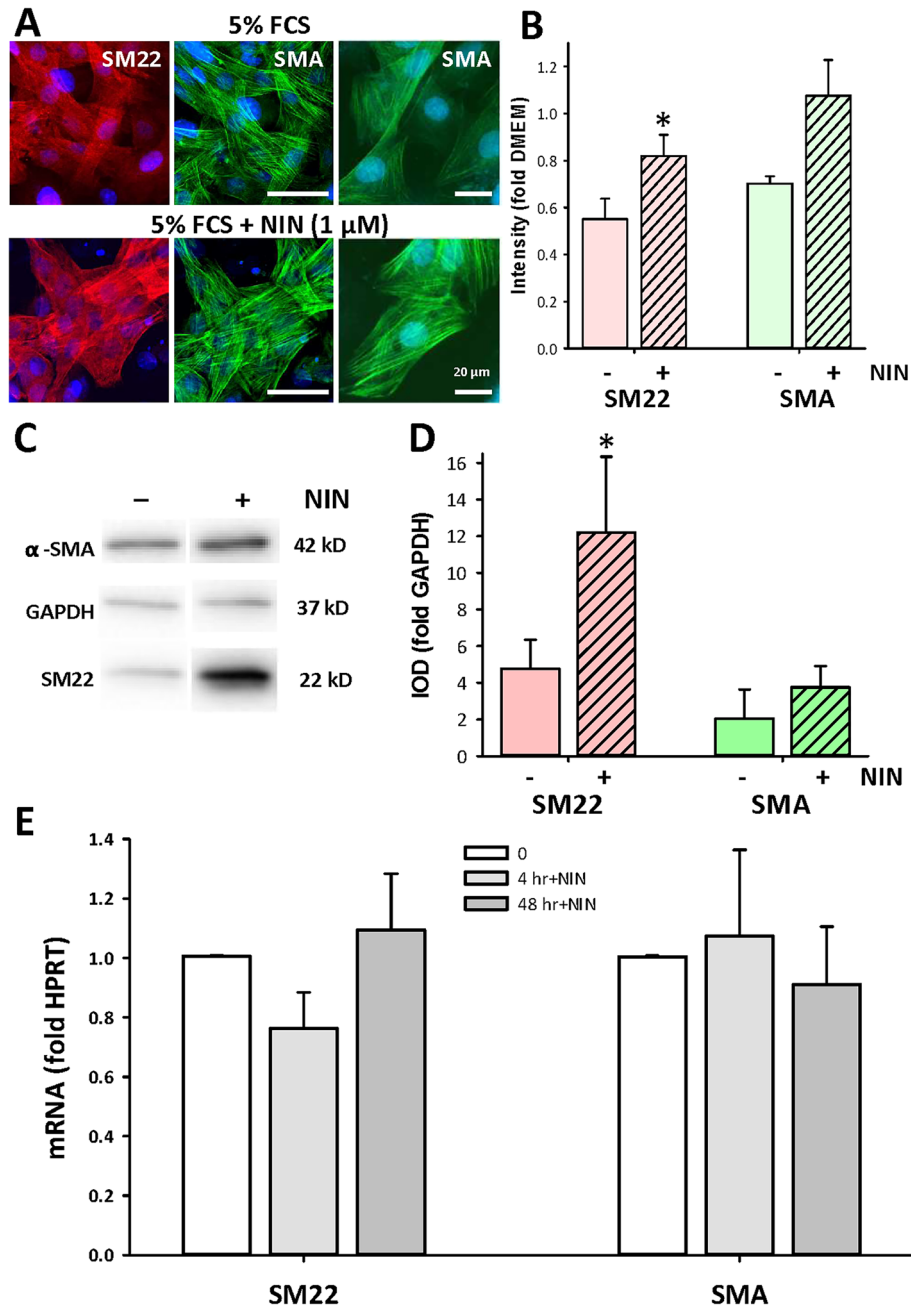 A
5% FCS
SM22
SMA
SMA
5% FCS + NIN (1 µM)
20 µm
B
Intensity (fold DMEM)
1.2
1.0
0.8
0.6
0.4
0.2
0.0
*
- + - + NIN
SM22 SMA
C
– + NIN
α-SMA 42 kD
GAPDH 37 kD
SM22 22 kD
D
IOD (fold GAPDH)
16
14
12
10
8
6
4
2
0
*
- + - + NIN
SM22 SMA
E
mRNA (fold HPRT)
1.4
1.2
1.0
0.8
0.6
0.4
0.2
0.0
0
4 hr+NIN
48 hr+NIN
SM22 SMA